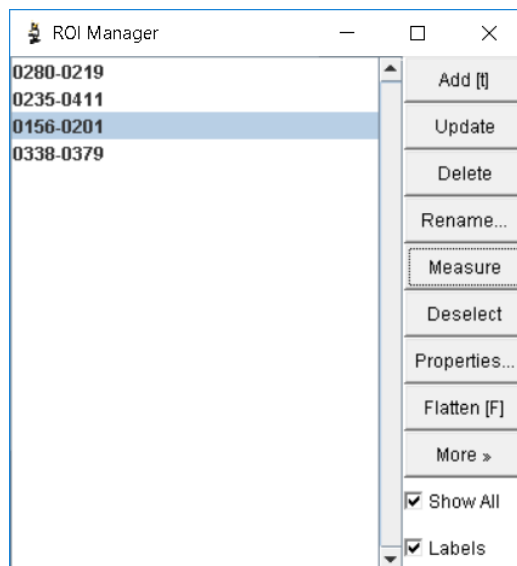 ROI Manager
0280-0219
0235-0411
0156-0201
0338-0379
Add [t]
Update
Delete
Rename...
Measure
Deselect
Properties...
Flatten [F]
More »
Show All
Labels